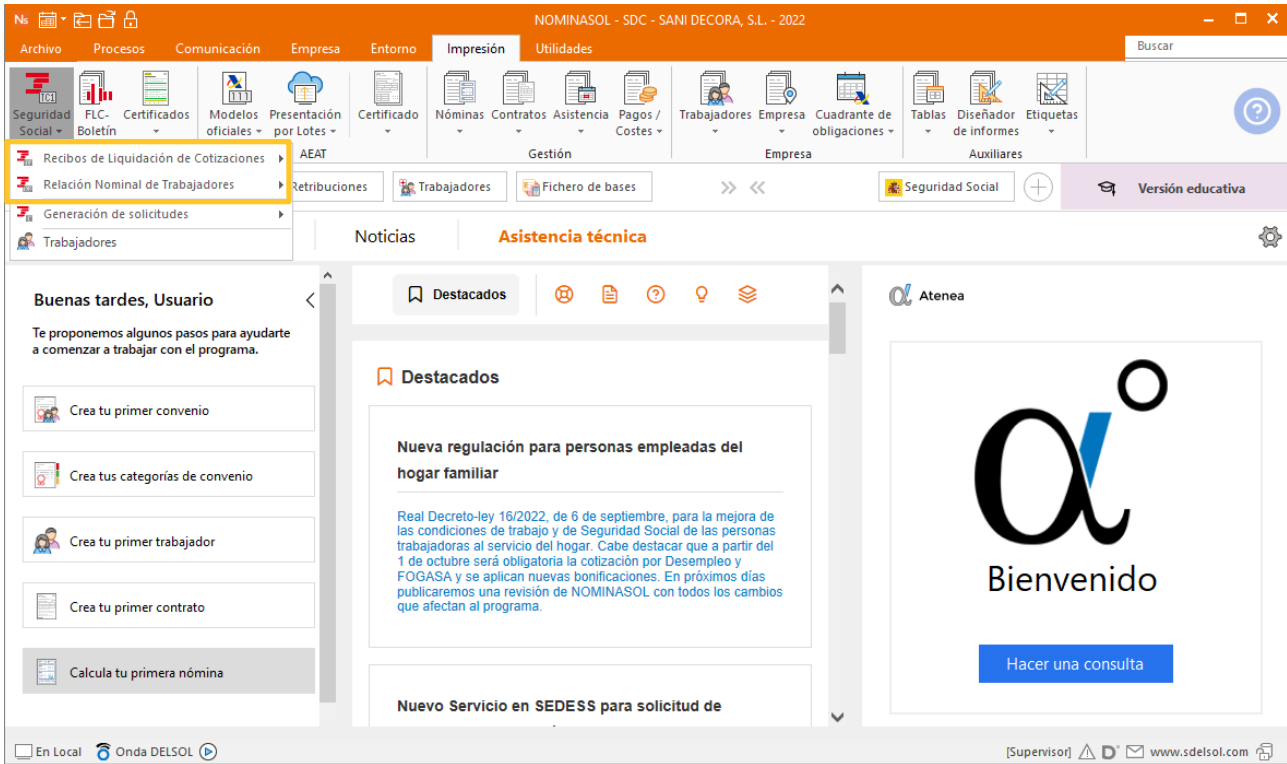 Ns
NOMINASOL - SDC - SANI DECORA, S.L. - 2022
Archivo Procesos Comunicación Empresa Entorno Impresión Utilidades
Buscar
TC1
Seguridad Social
FLC-Boletín
Certificados
Modelos oficiales
Presentación por Lotes
Certificado
Nóminas
Contratos
Asistencia
Pagos / Costes
Trabajadores
Empresa
Cuadrante de obligaciones
Tablas
Diseñador de informes
Etiquetas
AEAT
Gestión
Empresa
Auxiliares
Recibos de Liquidación de Cotizaciones
Relación Nominal de Trabajadores
Generación de solicitudes
Trabajadores
Retribuciones
Trabajadores
Fichero de bases
Seguridad Social
Versión educativa
Noticias
Asistencia técnica
Buenas tardes, Usuario
Te proponemos algunos pasos para ayudarte
a comenzar a trabajar con el programa.
Crea tu primer convenio
Crea tus categorías de convenio
Crea tu primer trabajador
Crea tu primer contrato
Calcula tu primera nómina
Destacados
Destacados
Nueva regulación para personas empleadas del
hogar familiar
Real Decreto-ley 16/2022, de 6 de septiembre, para la mejora de
las condiciones de trabajo y de Seguridad Social de las personas
trabajadoras al servicio del hogar. Cabe destacar que a partir del
1 de octubre será obligatoria la cotización por Desempleo y
FOGASA y se aplican nuevas bonificaciones. En próximos días
publicaremos una revisión de NOMINASOL con todos los cambios
que afectan al programa.
Nuevo Servicio en SEDESS para solicitud de
Atenea
Bienvenido
Hacer una consulta
En Local
Onda DELSOL
[Supervisor]
www.sdelsol.com